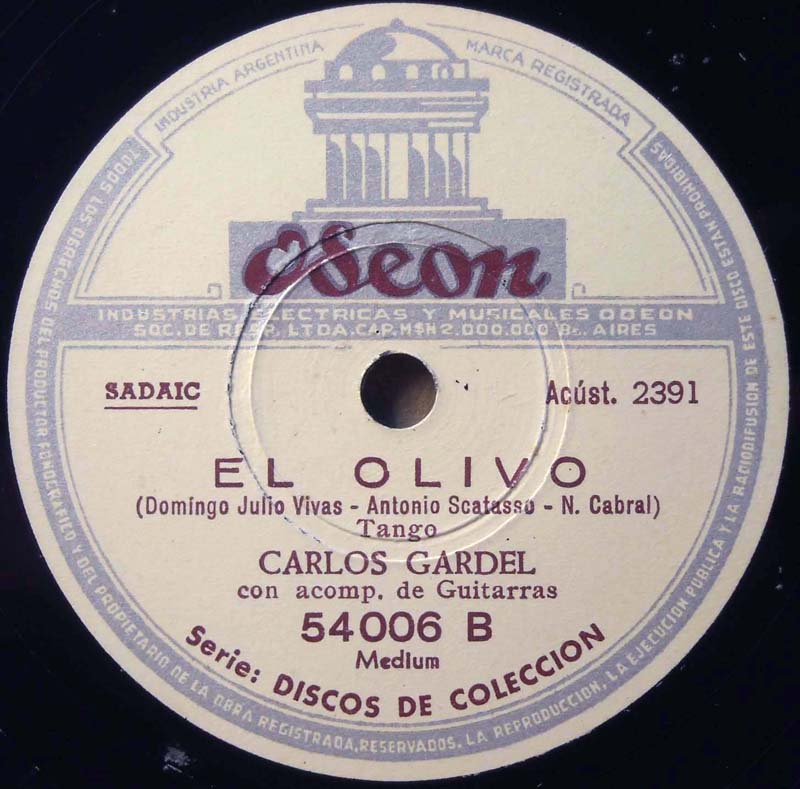 INDUSTRIA ARGENTINA
MARCA REGISTRADA
Odeon
INDUSTRIAS ELECTRICAS Y MUSICALES ODEON
SOC. DE RESP. LTDA. CAP. M$N 2.000.000 Bs. AIRES
SADAIC
Acúst. 2391
EL OLIVO
(Domingo Julio Vivas - Antonio Scatasso - N. Cabral)
Tango
CARLOS GARDEL
con acomp. de Guitarras
54006 B
Medium
Serie: DISCOS DE COLECCION
TODOS LOS DERECHOS DEL PRODUCTOR FONOGRAFICO Y DEL PROPIETARIO DE LA OBRA REGISTRADA, RESERVADOS. LA REPRODUCCION, LA EJECUCION PUBLICA Y LA RADIODIFUSION DE ESTE DISCO ESTAN PROHIBIDAS